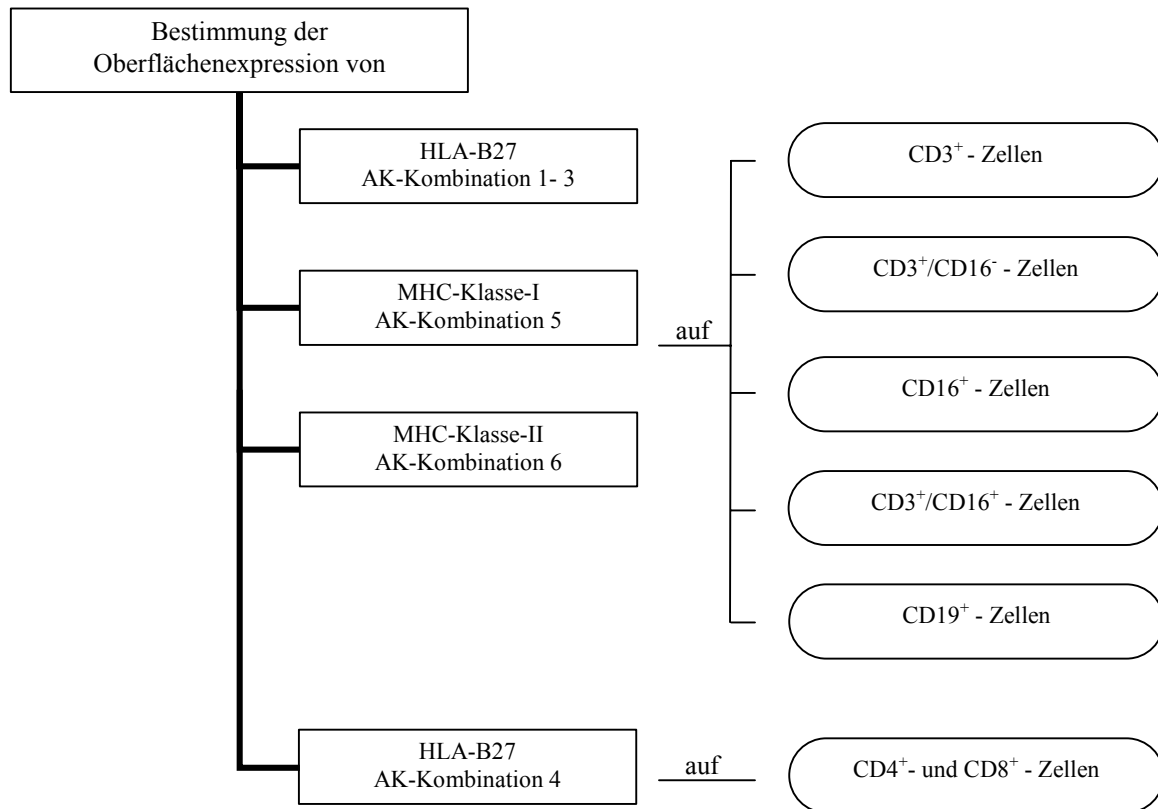 Bestimmung der
Oberflächenexpression von
HLA-B27
AK-Kombination 1- 3
MHC-Klasse-I
AK-Kombination 5
MHC-Klasse-II
AK-Kombination 6
auf
CD3⁺ - Zellen
CD3⁺/CD16⁻ - Zellen
CD16⁺ - Zellen
CD3⁺/CD16⁺ - Zellen
CD19⁺ - Zellen
HLA-B27
AK-Kombination 4
auf
CD4⁺- und CD8⁺ - Zellen